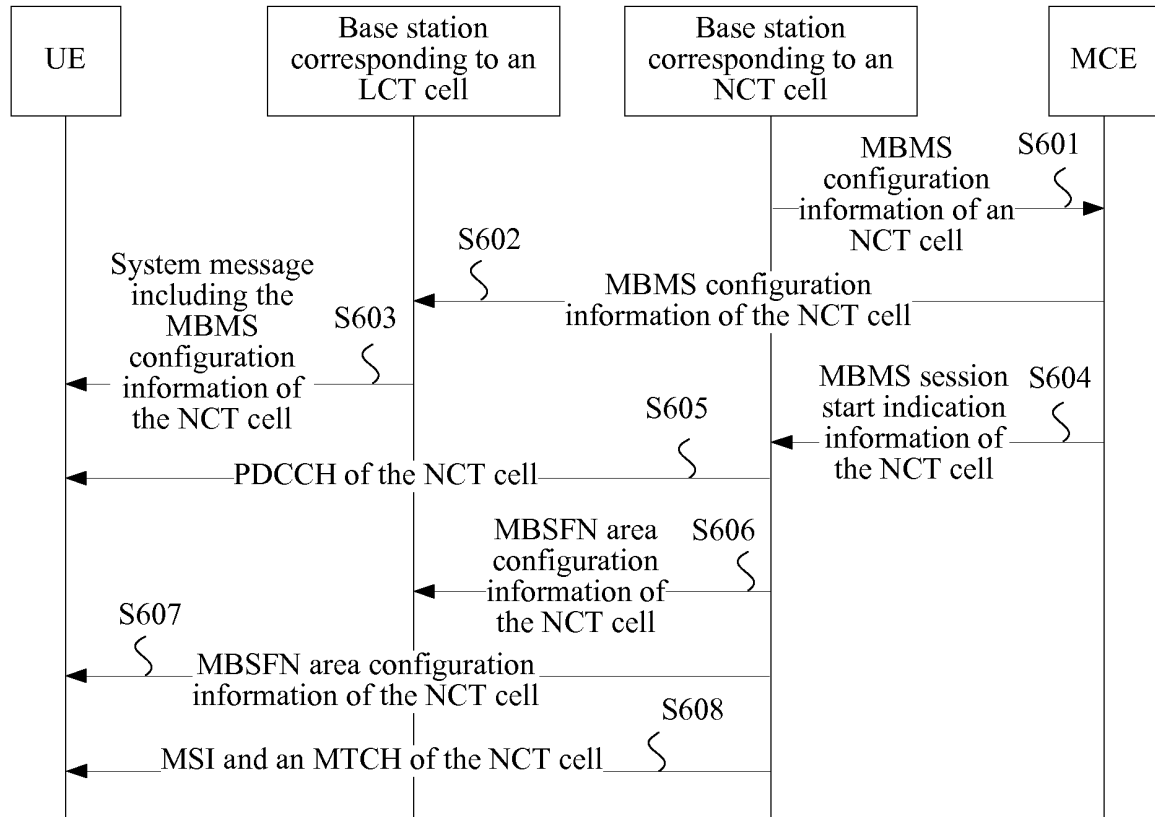 UE
Base station
corresponding to an
LCT cell
Base station
corresponding to an
NCT cell
MCE
S601
MBMS
configuration
information of an
NCT cell
S602
MBMS configuration
information of the NCT cell
S603
System message
including the
MBMS
configuration
information of
the NCT cell
S604
MBMS session
start indication
information of
the NCT cell
S605
PDCCH of the NCT cell
S606
MBSFN area
configuration
information of
the NCT cell
S607
MBSFN area configuration
information of the NCT cell
S608
MSI and an MTCH of the NCT cell